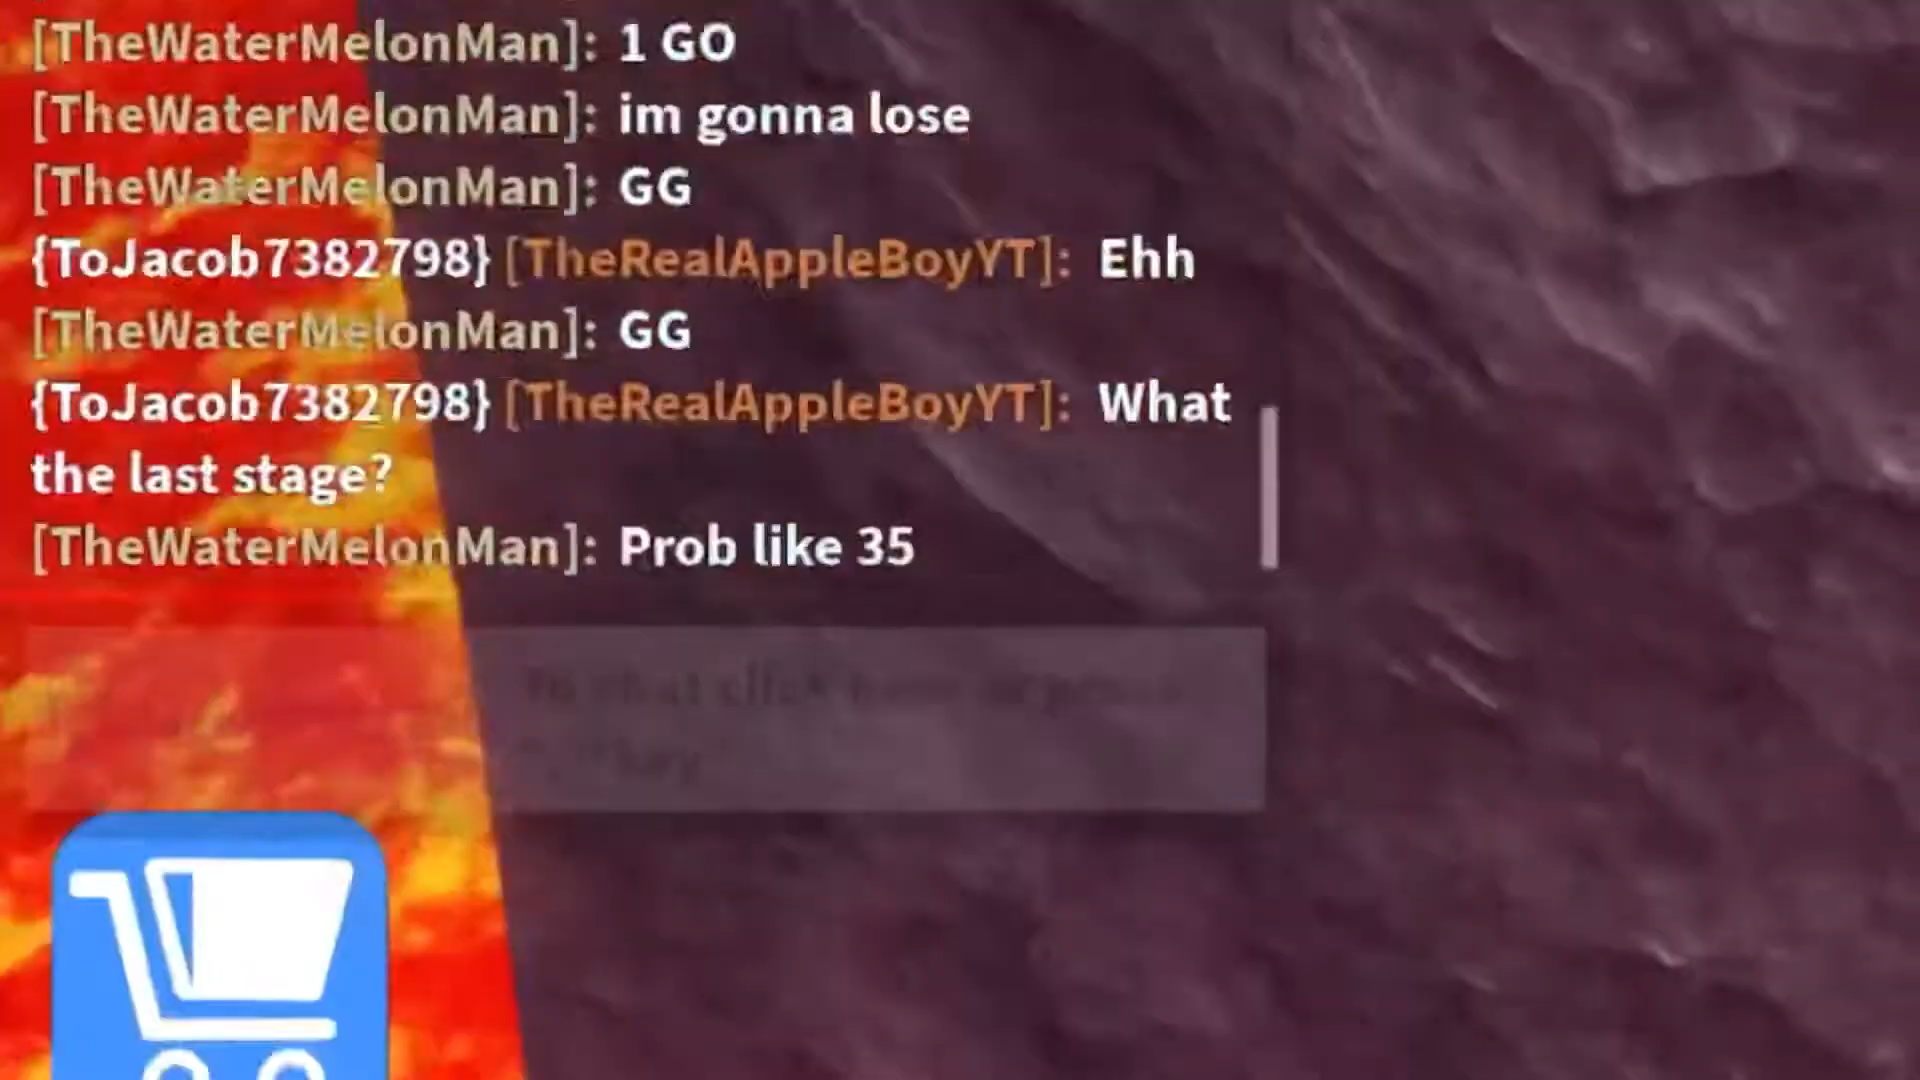 [TheWaterMelonMan]: 1 GO
[TheWaterMelonMan]: im gonna lose
[TheWaterMelonMan]: GG
{ToJacob7382798} [TheRealAppleBoyYT]: Ehh
[TheWaterMelonMan]: GG
{ToJacob7382798} [TheRealAppleBoyYT]: What
the last stage?
[TheWaterMelonMan]: Prob like 35